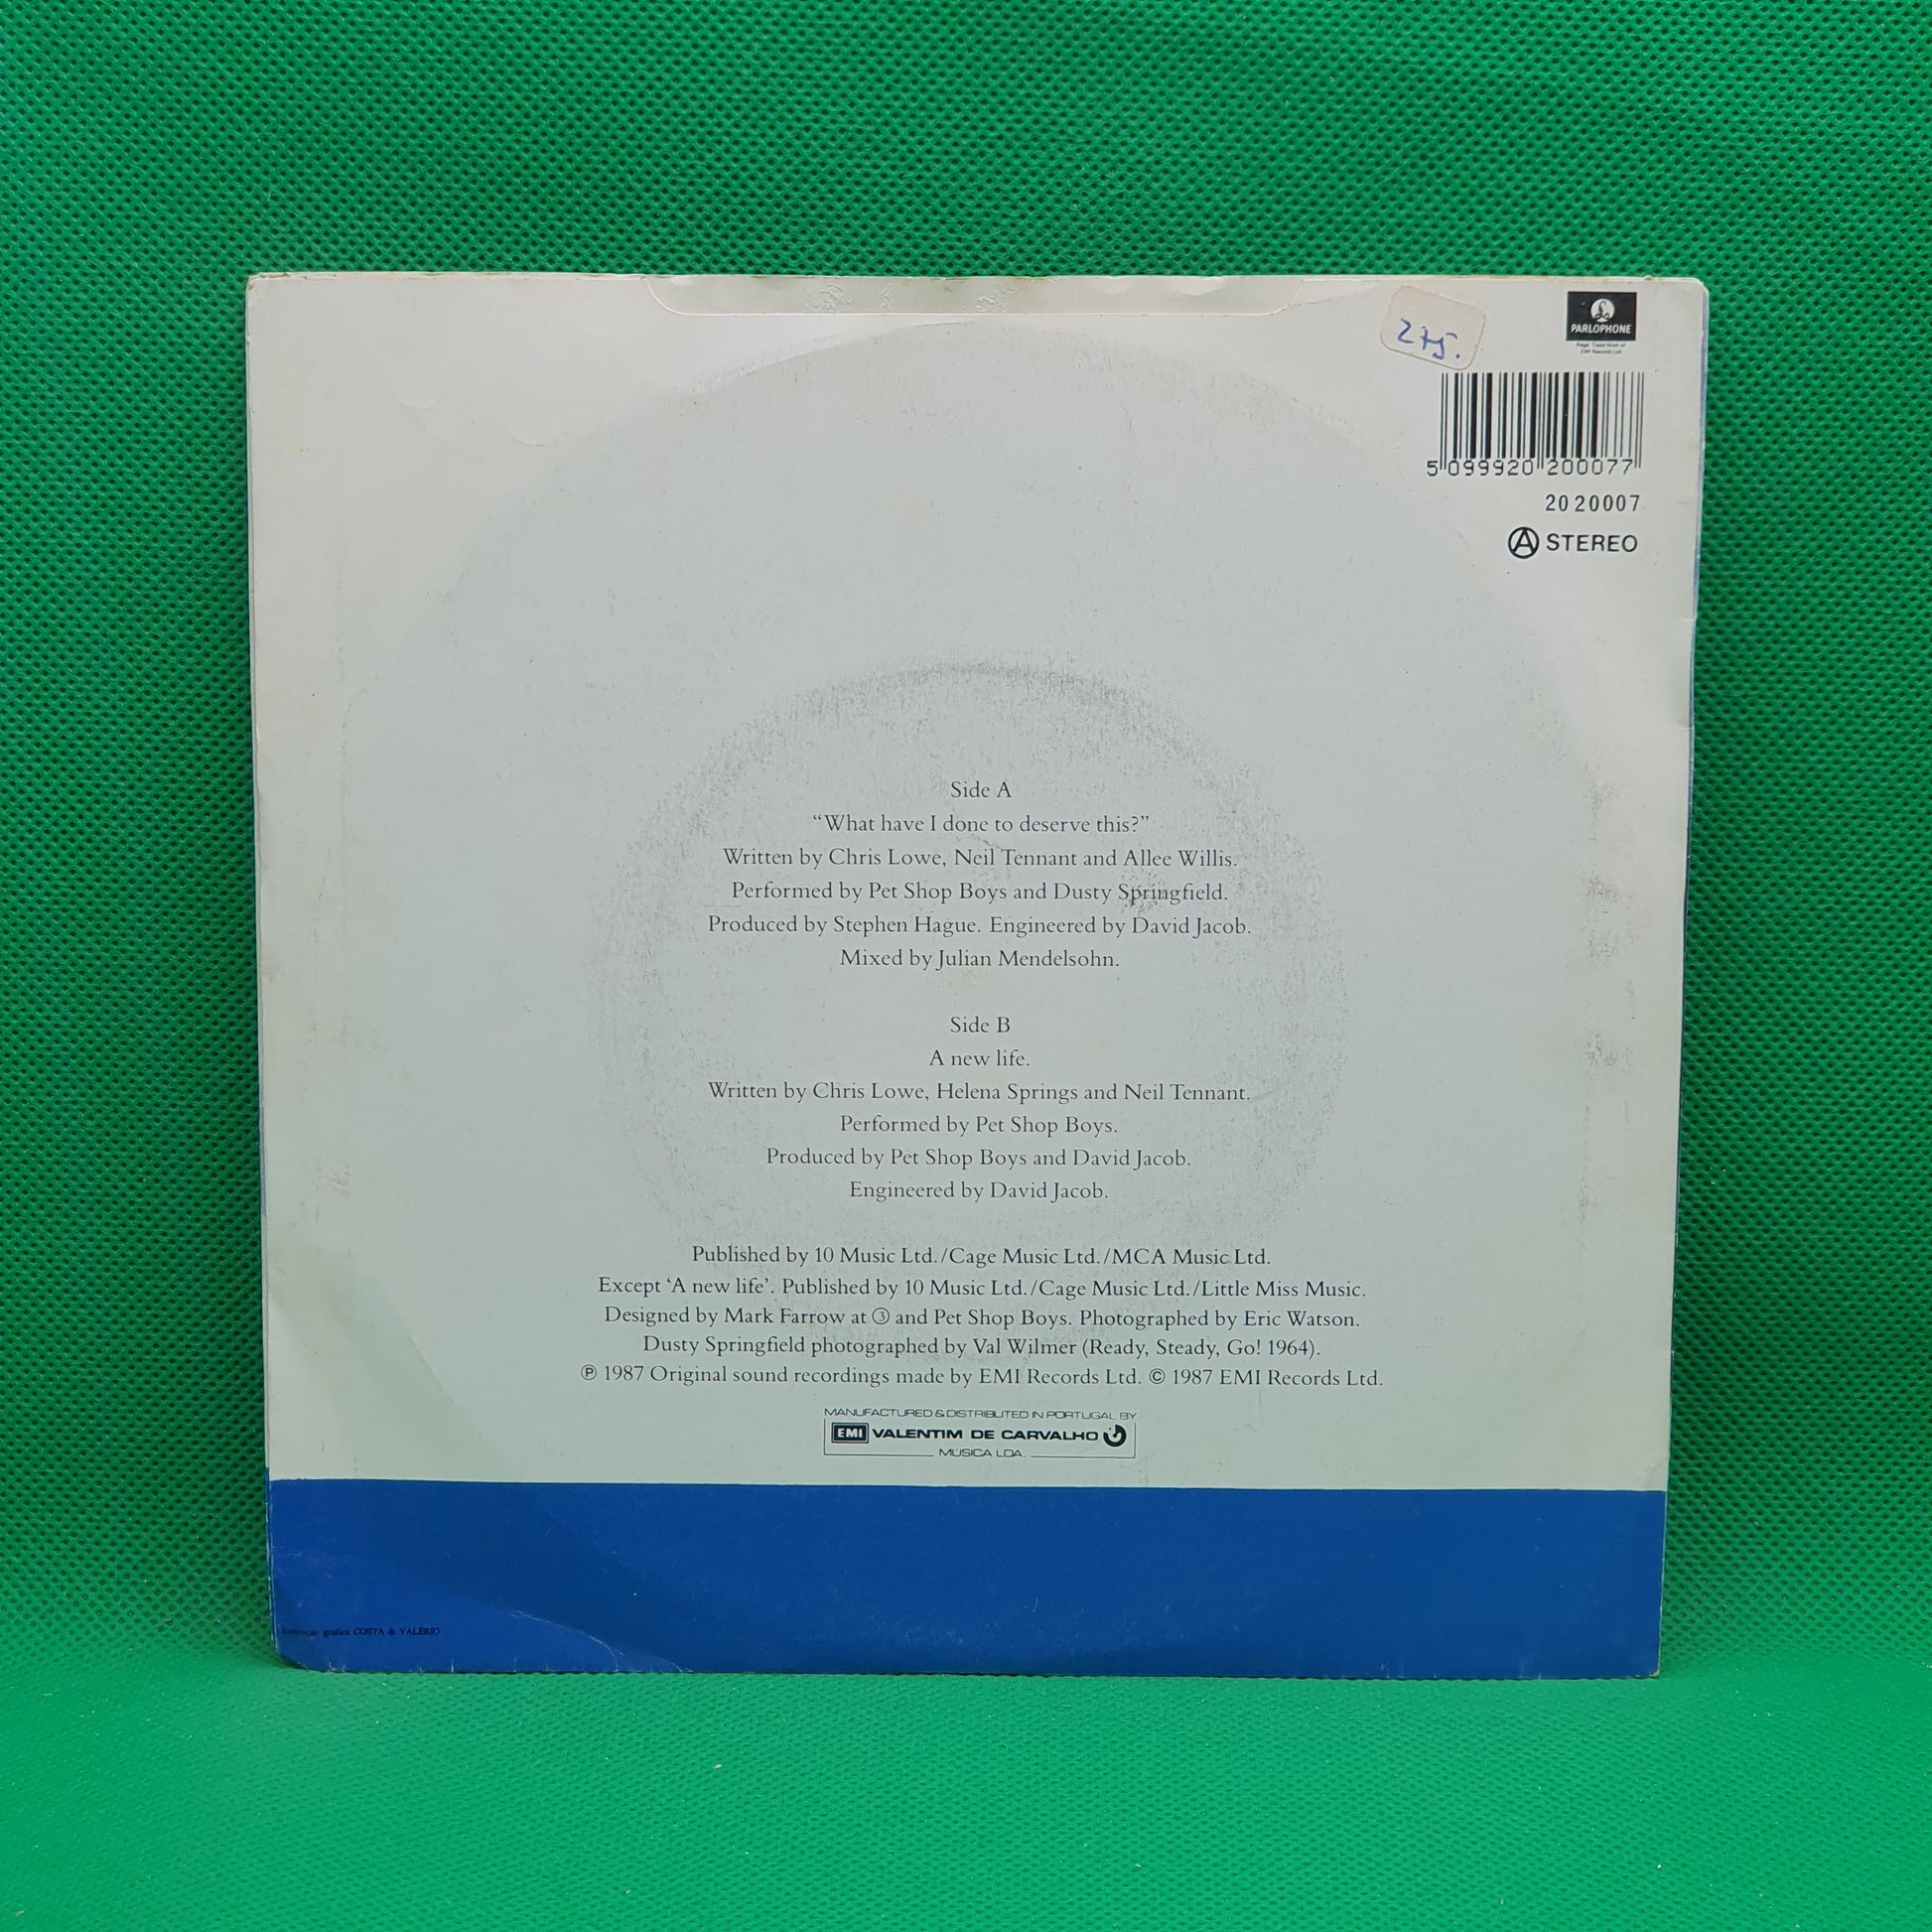 275.
PARLOPHONE
5 099920 200077
20 20007
A STEREO
Side A
“What have I done to deserve this?”
Written by Chris Lowe, Neil Tennant and Allee Willis.
Performed by Pet Shop Boys and Dusty Springfield.
Produced by Stephen Hague. Engineered by David Jacob.
Mixed by Julian Mendelsohn.
Side B
A new life.
Written by Chris Lowe, Helena Springs and Neil Tennant.
Performed by Pet Shop Boys.
Produced by Pet Shop Boys and David Jacob.
Engineered by David Jacob.
Published by 10 Music Ltd./Cage Music Ltd./MCA Music Ltd.
Except ‘A new life’. Published by 10 Music Ltd./Cage Music Ltd./Little Miss Music.
Designed by Mark Farrow at ③ and Pet Shop Boys. Photographed by Eric Watson.
Dusty Springfield photographed by Val Wilmer (Ready, Steady, Go! 1964).
℗ 1987 Original sound recordings made by EMI Records Ltd. © 1987 EMI Records Ltd.
MANUFACTURED & DISTRIBUTED IN PORTUGAL BY
EMI VALENTIM DE CARVALHO
MÚSICA LDA.
gráfica COSTA & VALÉRIO